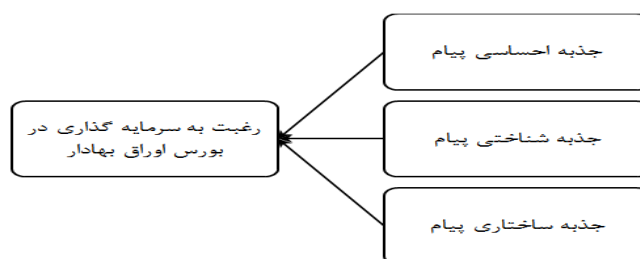 جذبه احساسی پیام
رغبت به سرمایه گذاری در
بورس اوراق بهادار
جذبه شناختی پیام
جذبه ساختاری پیام